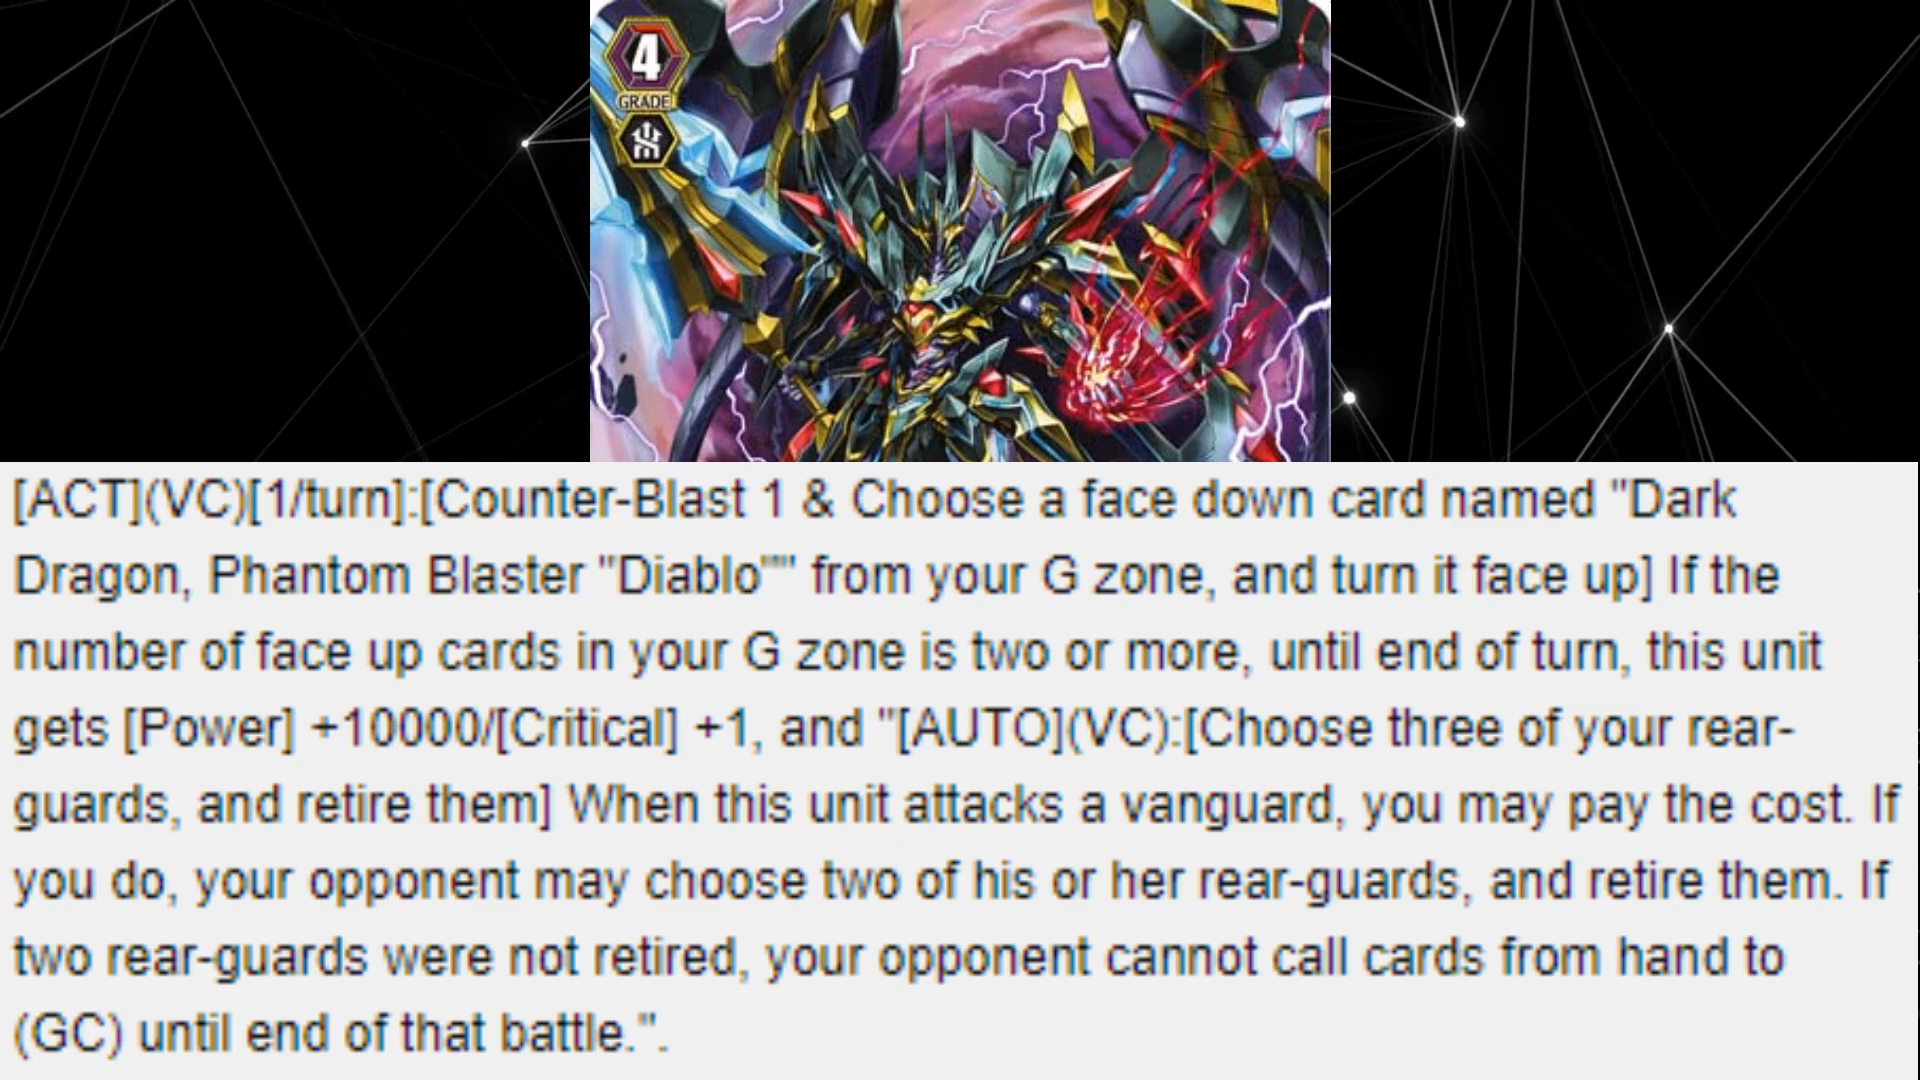 4
GRADE
[ACT](VC)[1/turn]:[Counter-Blast 1 & Choose a face down card named "Dark
Dragon, Phantom Blaster "Diablo"" from your G zone, and turn it face up] If the
number of face up cards in your G zone is two or more, until end of turn, this unit
gets [Power] +10000/[Critical] +1, and "[AUTO](VC):[Choose three of your rear-
guards, and retire them] When this unit attacks a vanguard, you may pay the cost. If
you do, your opponent may choose two of his or her rear-guards, and retire them. If
two rear-guards were not retired, your opponent cannot call cards from hand to
(GC) until end of that battle.".